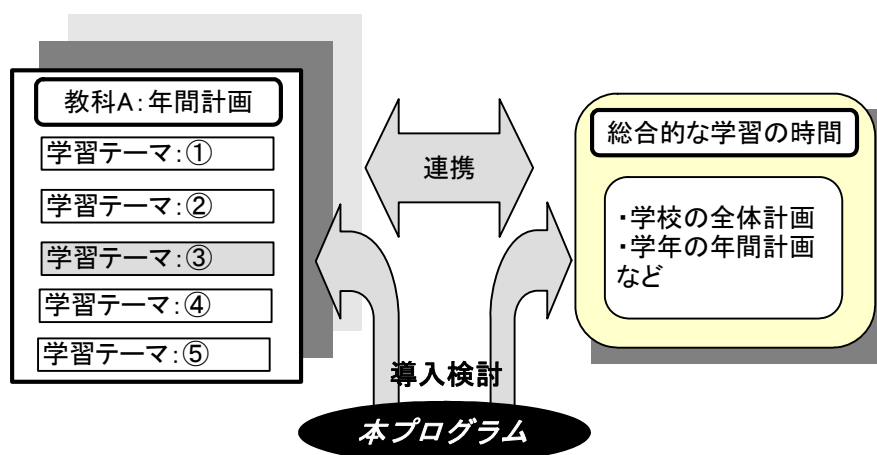 教科A:年間計画
学習テーマ:①
学習テーマ:②
学習テーマ:③
学習テーマ:④
学習テーマ:⑤
連携
総合的な学習の時間
・学校の全体計画
・学年の年間計画
など
導入検討
本プログラム